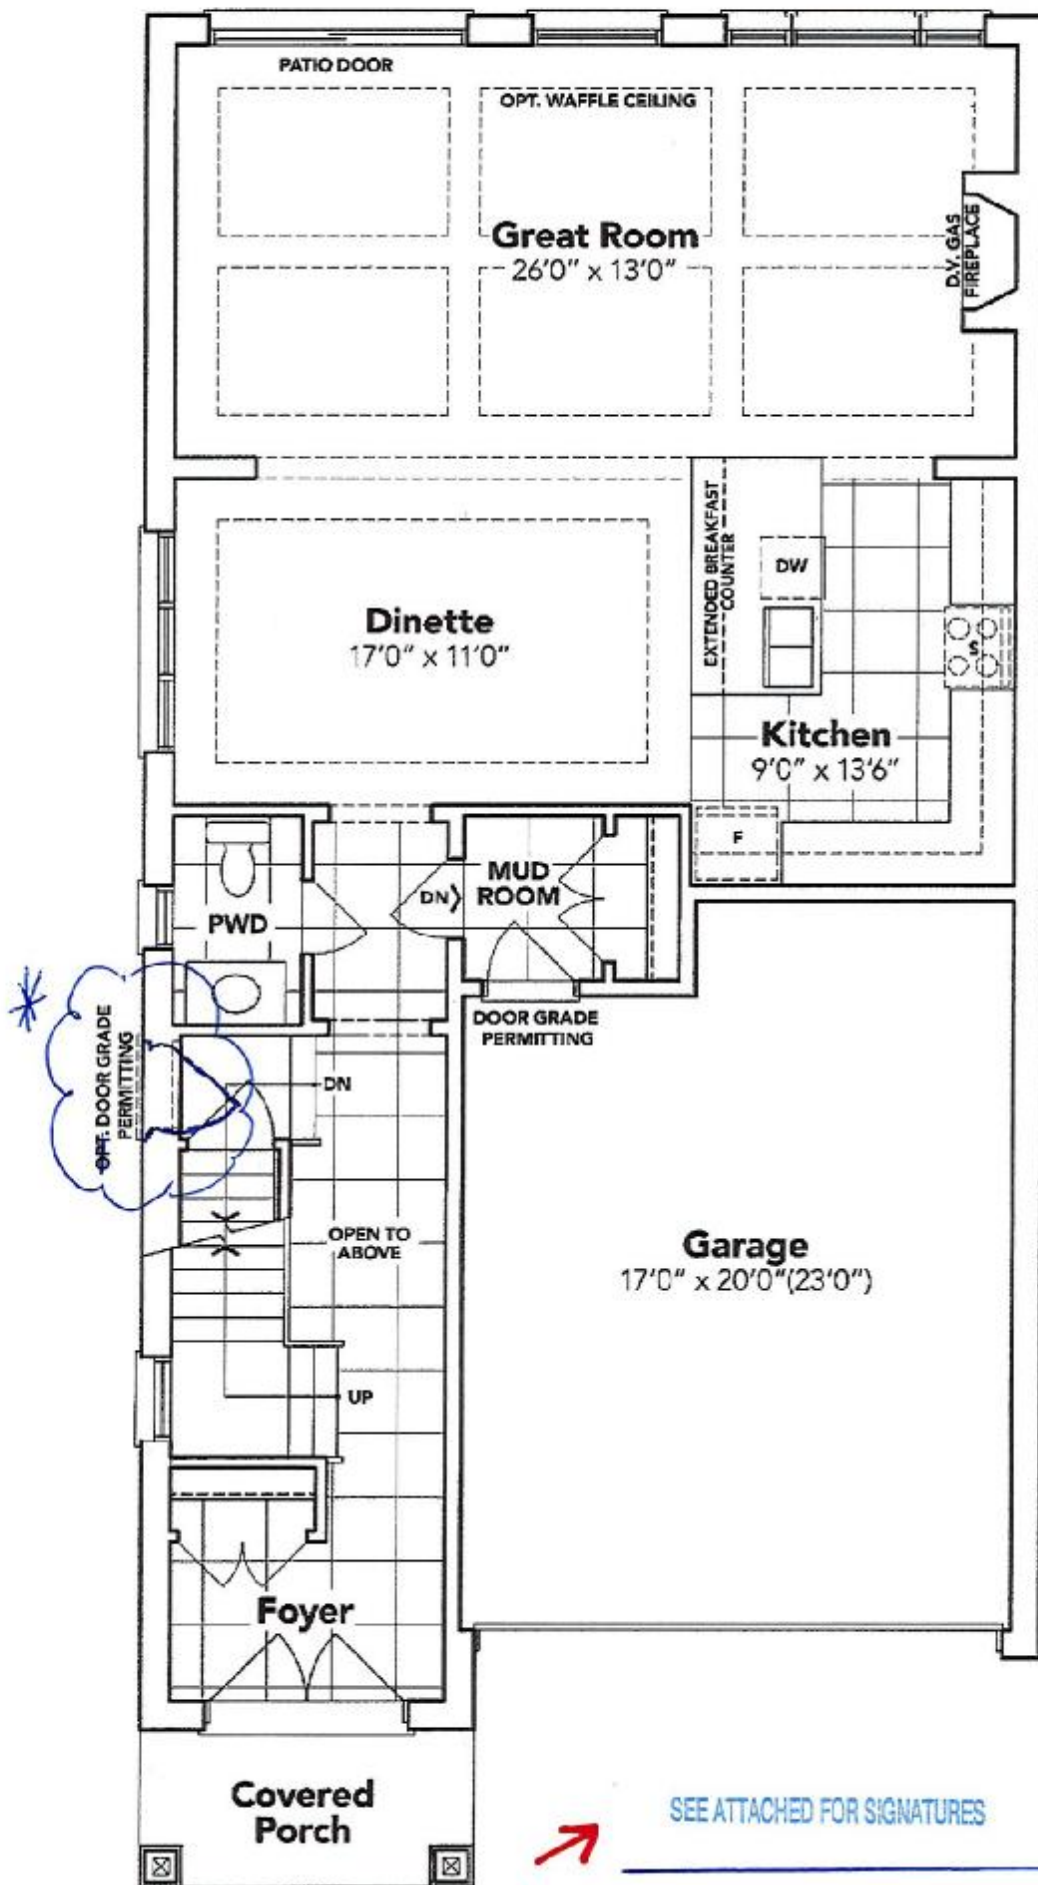 PATIO DOOR
OPT. WAFFLE CEILING
Great Room
26'0" x 13'0"
D.V. GAS
FIREPLACE
EXTENDED BREAKFAST
COUNTER
DW
S
Dinette
17'0" x 11'0"
Kitchen
9'0" x 13'6"
F
MUD
ROOM
DN
PWD
DOOR GRADE
PERMITTING
OPT. DOOR GRADE
PERMITTING
DN
OPEN TO
ABOVE
Garage
17'0" x 20'0"(23'0")
UP
Foyer
Covered
Porch
SEE ATTACHED FOR SIGNATURES